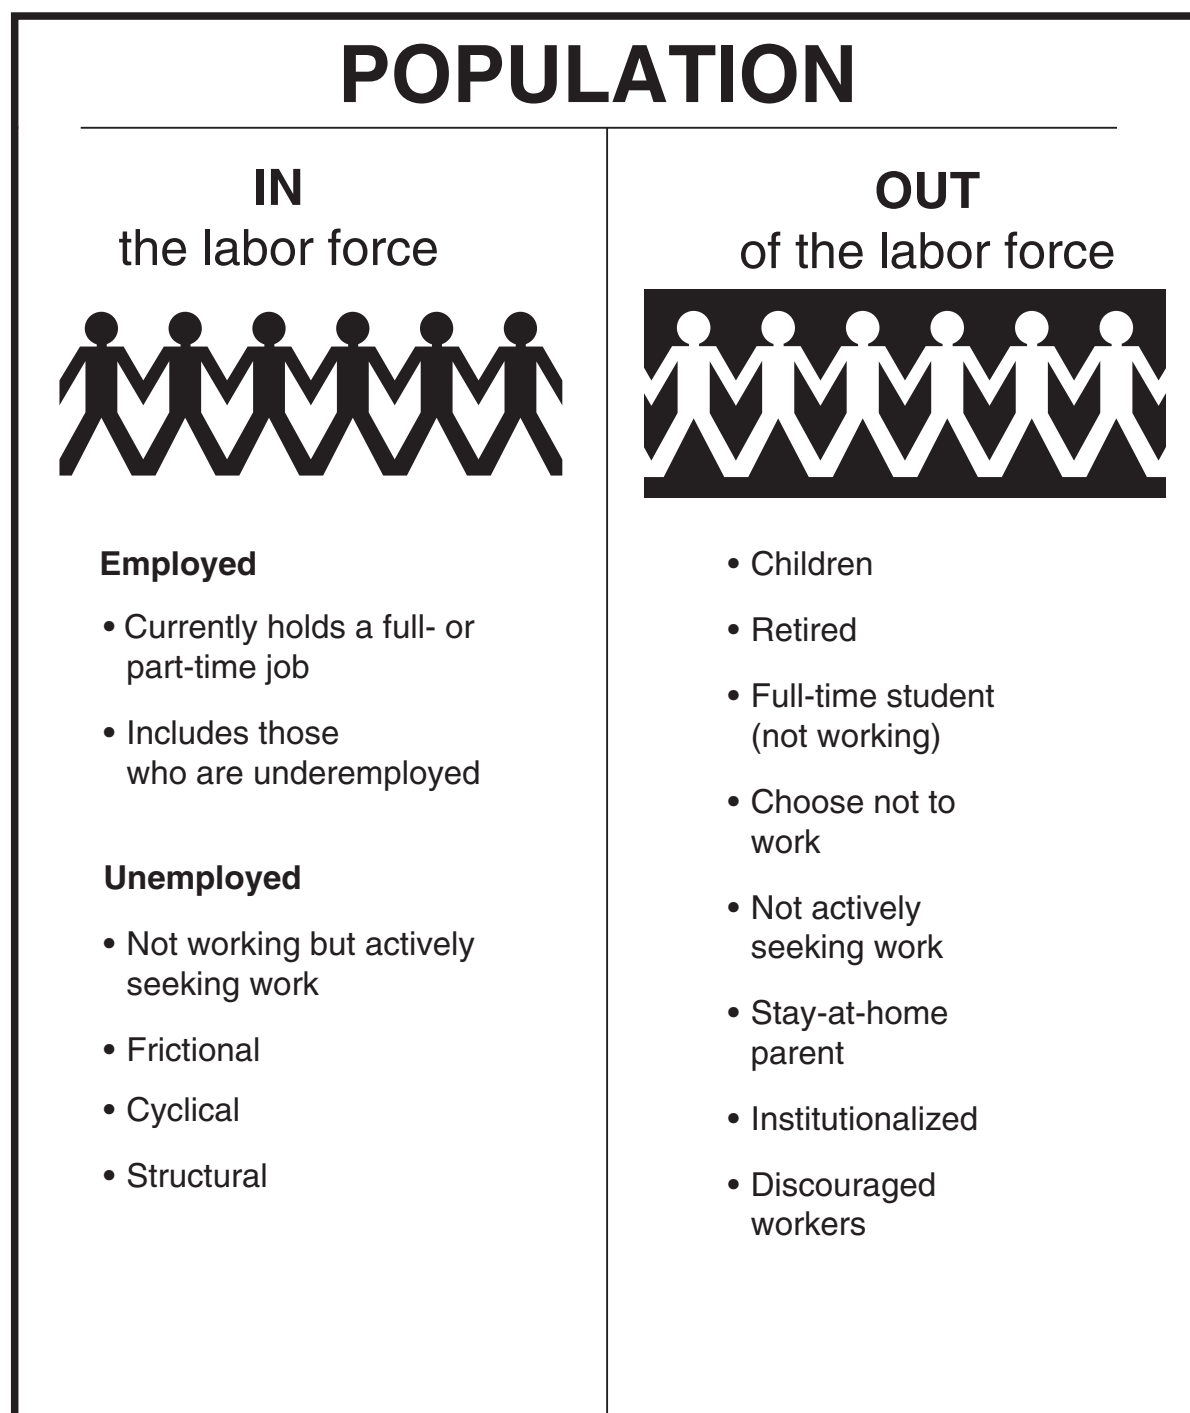 POPULATION
IN
the labor force
Employed
• Currently holds a full- or
part-time job
• Includes those
who are underemployed
Unemployed
• Not working but actively
seeking work
• Frictional
• Cyclical
• Structural
OUT
of the labor force
• Children
• Retired
• Full-time student
(not working)
• Choose not to
work
• Not actively
seeking work
• Stay-at-home
parent
• Institutionalized
• Discouraged
workers